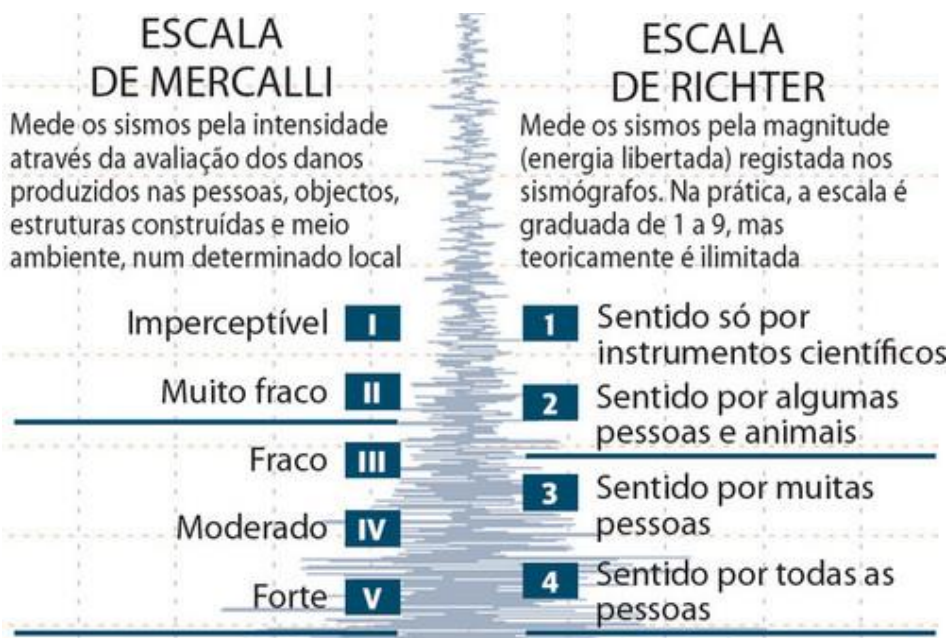 ESCALA
DE MERCALLI
Mede os sismos pela intensidade
através da avaliação dos danos
produzidos nas pessoas, objectos,
estruturas construídas e meio
ambiente, num determinado local
Imperceptível I
Muito fraco II
Fraco III
Moderado IV
Forte V
ESCALA
DE RICHTER
Mede os sismos pela magnitude
(energia libertada) registada nos
sismógrafos. Na prática, a escala é
graduada de 1 a 9, mas
teoricamente é ilimitada
1 Sentido só por
instrumentos científicos
2 Sentido por algumas
pessoas e animais
3 Sentido por muitas
pessoas
4 Sentido por todas as
pessoas